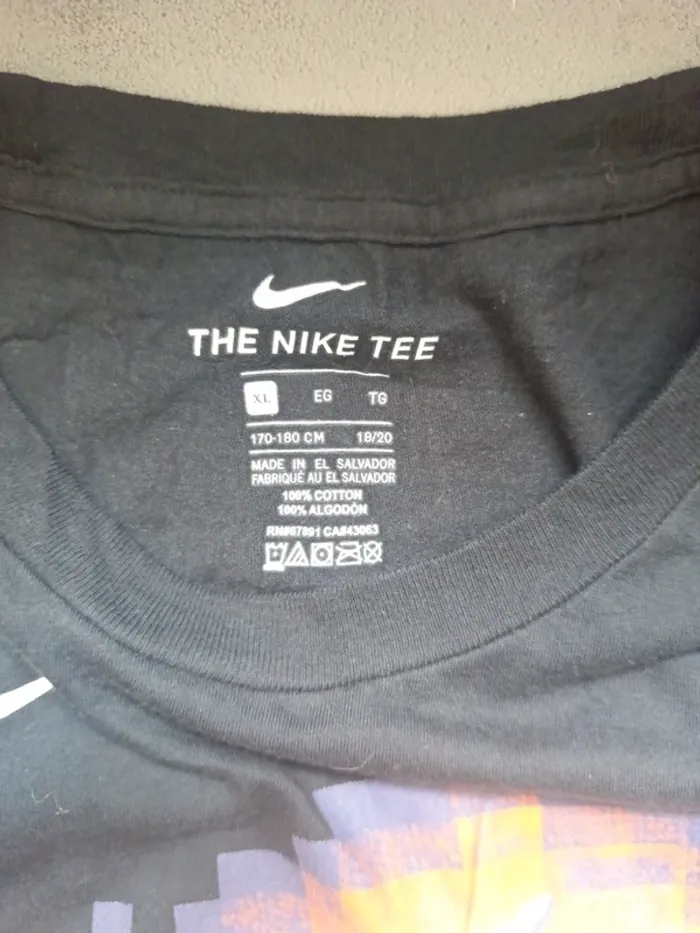 THE NIKE TEE
XL EG TG
170-180 CM 18/20
MADE IN EL SALVADOR
FABRIQUÉ AU EL SALVADOR
100% COTTON
100% ALGODÓN
RN#67891 CA#43063